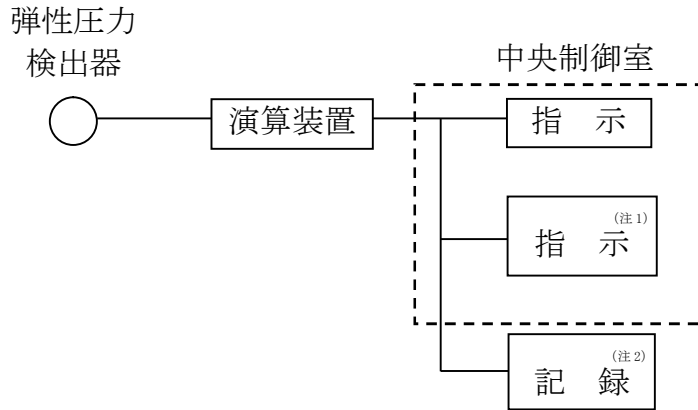 弾性圧力
検出器
中央制御室
演算装置
指 示
(注1)
指 示
(注2)
記 録